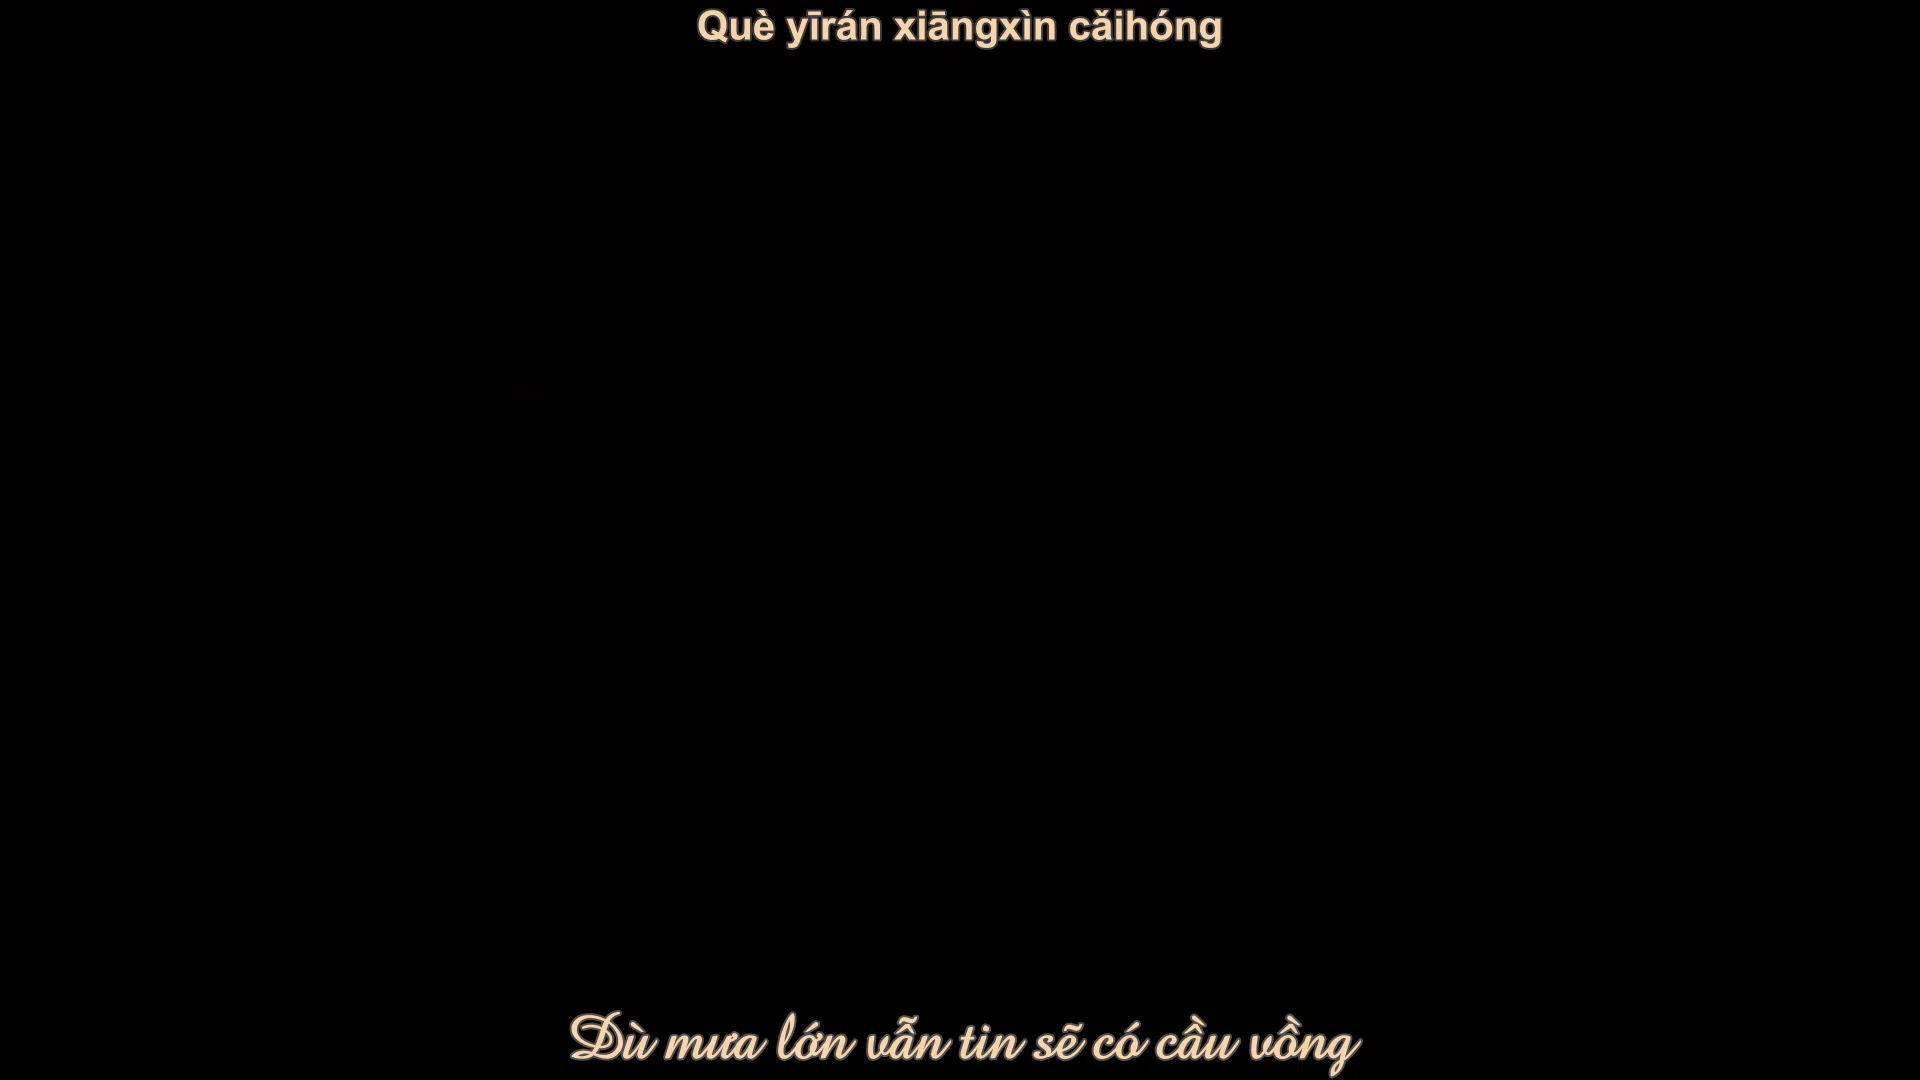 Què yīrán xiāngxìn cǎihóng
Dù mưa lớn vẫn tin sẽ có cầu vồng